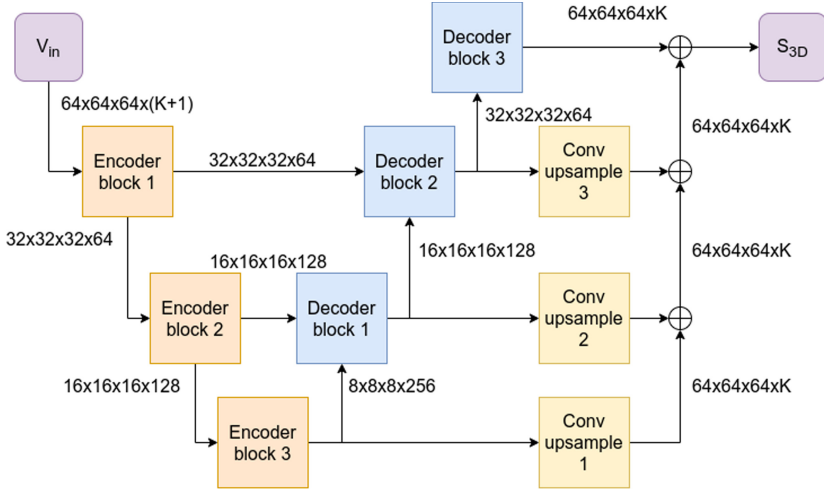 64x64x64xK
V_in
Decoder
block 3
S_3D
64x64x64x(K+1)
32x32x32x64
64x64x64xK
Encoder
block 1
32x32x32x64
Decoder
block 2
Conv
upsample
3
32x32x32x64
16x16x16x128
64x64x64xK
16x16x16x128
Encoder
block 2
Decoder
block 1
Conv
upsample
2
16x16x16x128
8x8x8x256
64x64x64xK
Encoder
block 3
Conv
upsample
1